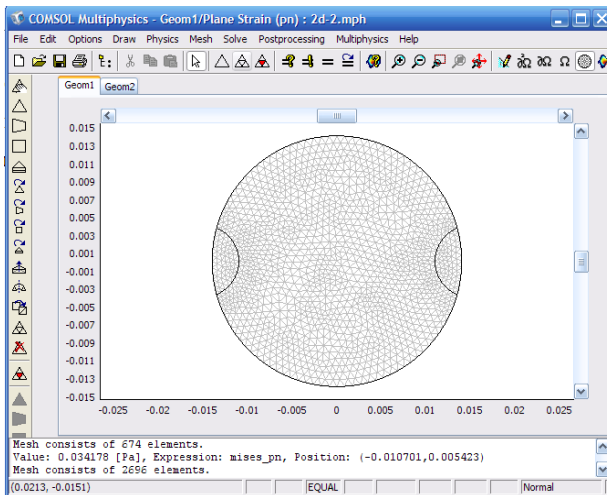 COMSOL Multiphysics - Geom1/Plane Strain (pn) : 2d-2.mph
File Edit Options Draw Physics Mesh Solve Postprocessing Multiphysics Help
Geom1 Geom2
0.015
0.013
0.011
0.009
0.007
0.005
0.003
0.001
-0.001
-0.003
-0.005
-0.007
-0.009
-0.011
-0.013
-0.015
-0.025 -0.02 -0.015 -0.01 -0.005 0 0.005 0.01 0.015 0.02 0.025
Mesh consists of 674 elements.
Value: 0.034178 [Pa], Expression: mises_pn, Position: (-0.010701,0.005423)
Mesh consists of 2696 elements.
(0.0213, -0.0151) EQUAL Normal